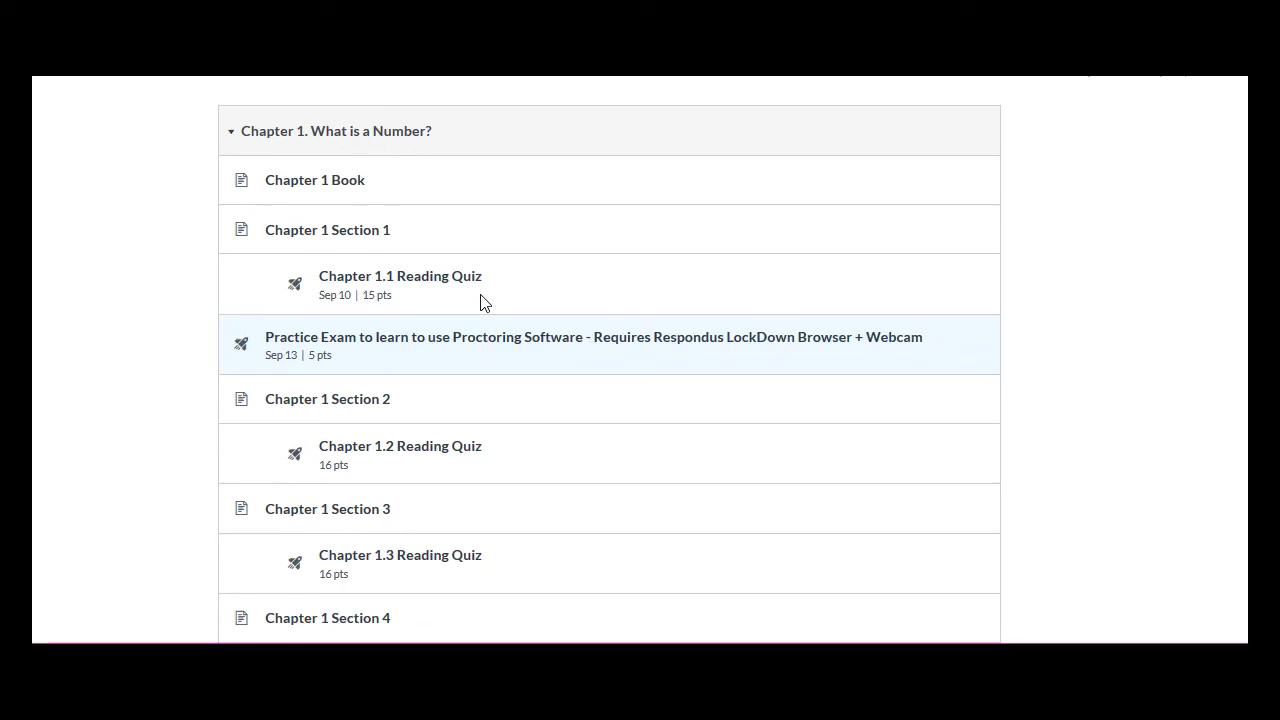 Chapter 1. What is a Number?
Chapter 1 Book
Chapter 1 Section 1
Chapter 1.1 Reading Quiz
Sep 10 | 15 pts
Practice Exam to learn to use Proctoring Software - Requires Respondus LockDown Browser + Webcam
Sep 13 | 5 pts
Chapter 1 Section 2
Chapter 1.2 Reading Quiz
16 pts
Chapter 1 Section 3
Chapter 1.3 Reading Quiz
16 pts
Chapter 1 Section 4